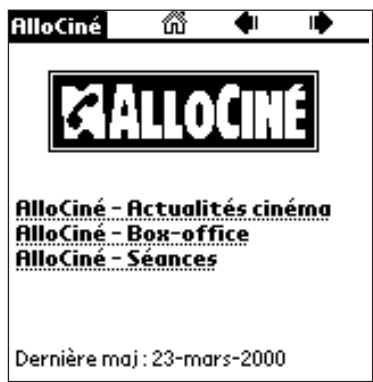 AlloCiné
ALLOCINÉ
AlloCiné - Actualités cinéma
AlloCiné - Box-office
AlloCiné - Séances
Dernière maj : 23-mars-2000